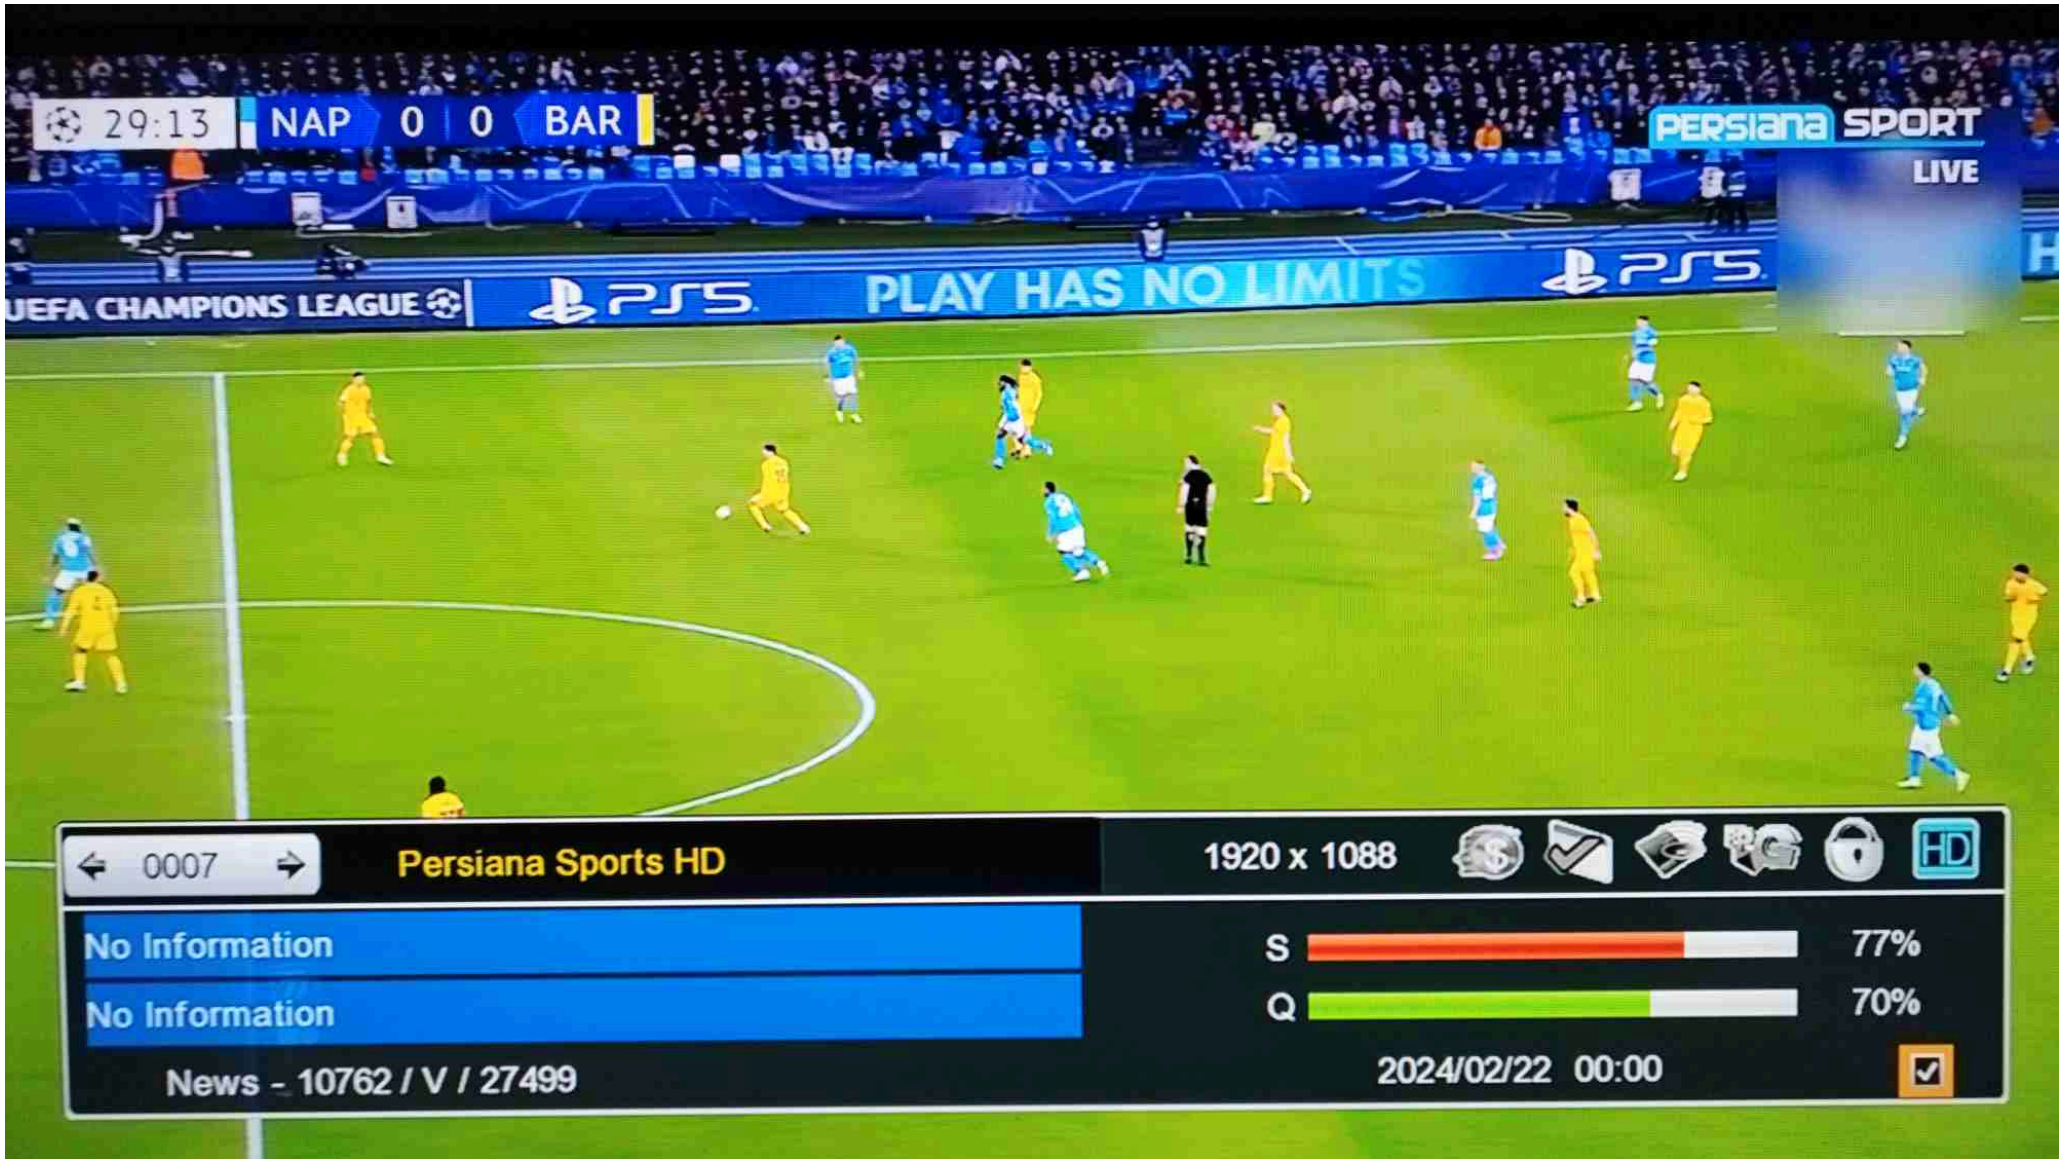 29:13 NAP 0 0 BAR
PERSIANA SPORT
LIVE
UEFA CHAMPIONS LEAGUE PS5 PLAY HAS NO LIMITS PS5 H
0007 Persiana Sports HD 1920 x 1088 HD
No Information S 77%
No Information Q 70%
News - 10762 / V / 27499 2024/02/22 00:00